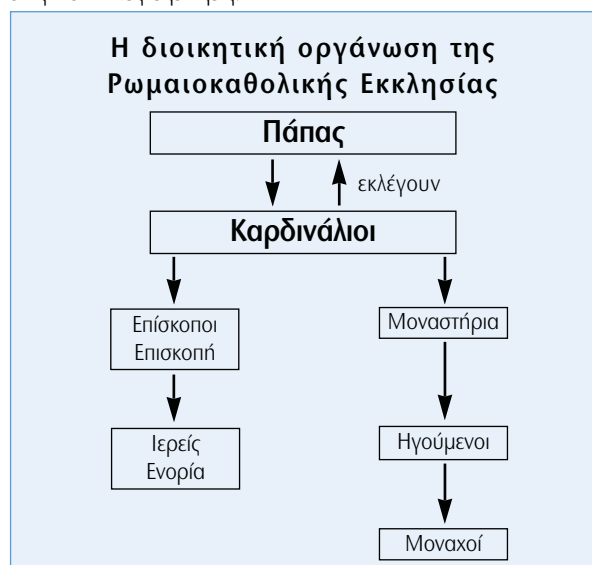 Η διοικητική οργάνωση της
Ρωμαιοκαθολικής Εκκλησίας
Πάπας
εκλέγουν
Καρδινάλιοι
Επίσκοποι
Επισκοπή
Μοναστήρια
Ιερείς
Ενορία
Ηγούμενοι
Μοναχοί